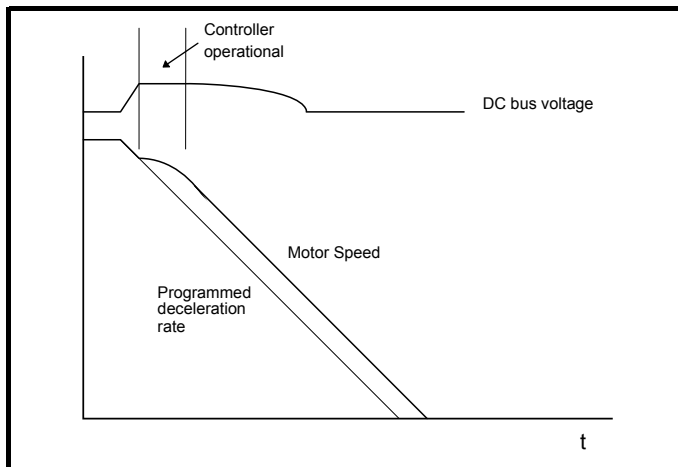 Controller
operational
DC bus voltage
Motor Speed
Programmed
deceleration
rate
t